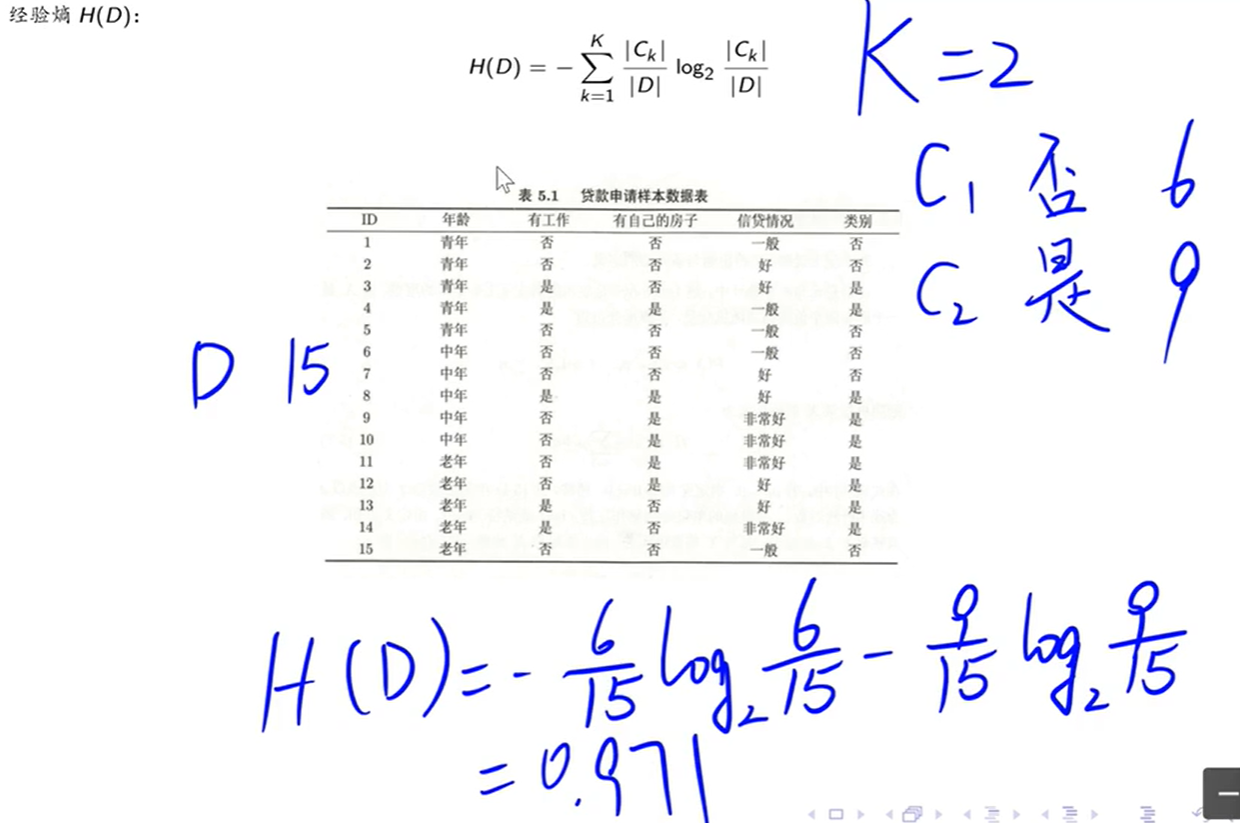 经验熵 H(D):
H(D) = -\sum_{k=1}^{K} \frac{|C_k|}{|D|} \log_2 \frac{|C_k|}{|D|}
K = 2
C₁ 否 6
C₂ 是 9
D 15
表 5.1 贷款申请样本数据表
ID 年龄 有工作 有自己的房子 信贷情况 类别
1 青年 否 否 一般 否
2 青年 否 否 好 否
3 青年 是 否 好 是
4 青年 是 是 一般 是
5 青年 否 否 一般 否
6 中年 否 否 一般 否
7 中年 否 否 好 否
8 中年 是 是 好 是
9 中年 否 是 非常好 是
10 中年 否 是 非常好 是
11 老年 否 是 非常好 是
12 老年 否 是 好 是
13 老年 是 否 好 是
14 老年 是 否 非常好 是
15 老年 否 否 一般 否
H(D) = -\frac{6}{15} \log_2 \frac{6}{15} - \frac{9}{15} \log_2 \frac{9}{15}
= 0.971